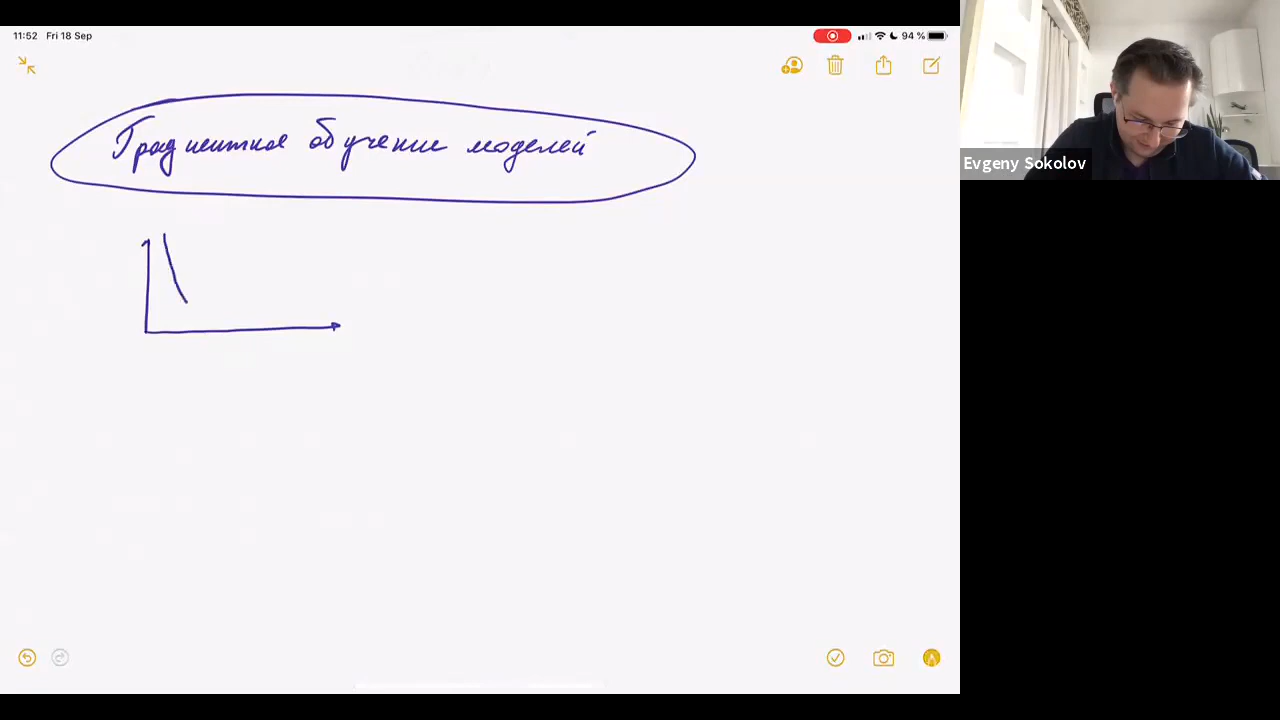 11:52 Fri 18 Sep
94 %
Градиентное обучение моделей
Evgeny Sokolov